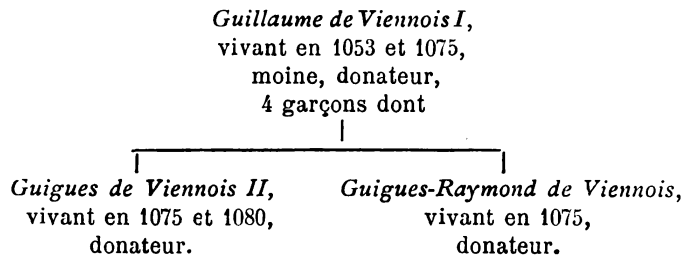 Guillaume de Viennois I,
vivant en 1053 et 1075,
moine, donateur,
4 garçons dont
Guigues de Viennois II,
vivant en 1075 et 1080,
donateur.
Guigues-Raymond de Viennois,
vivant en 1075,
donateur.